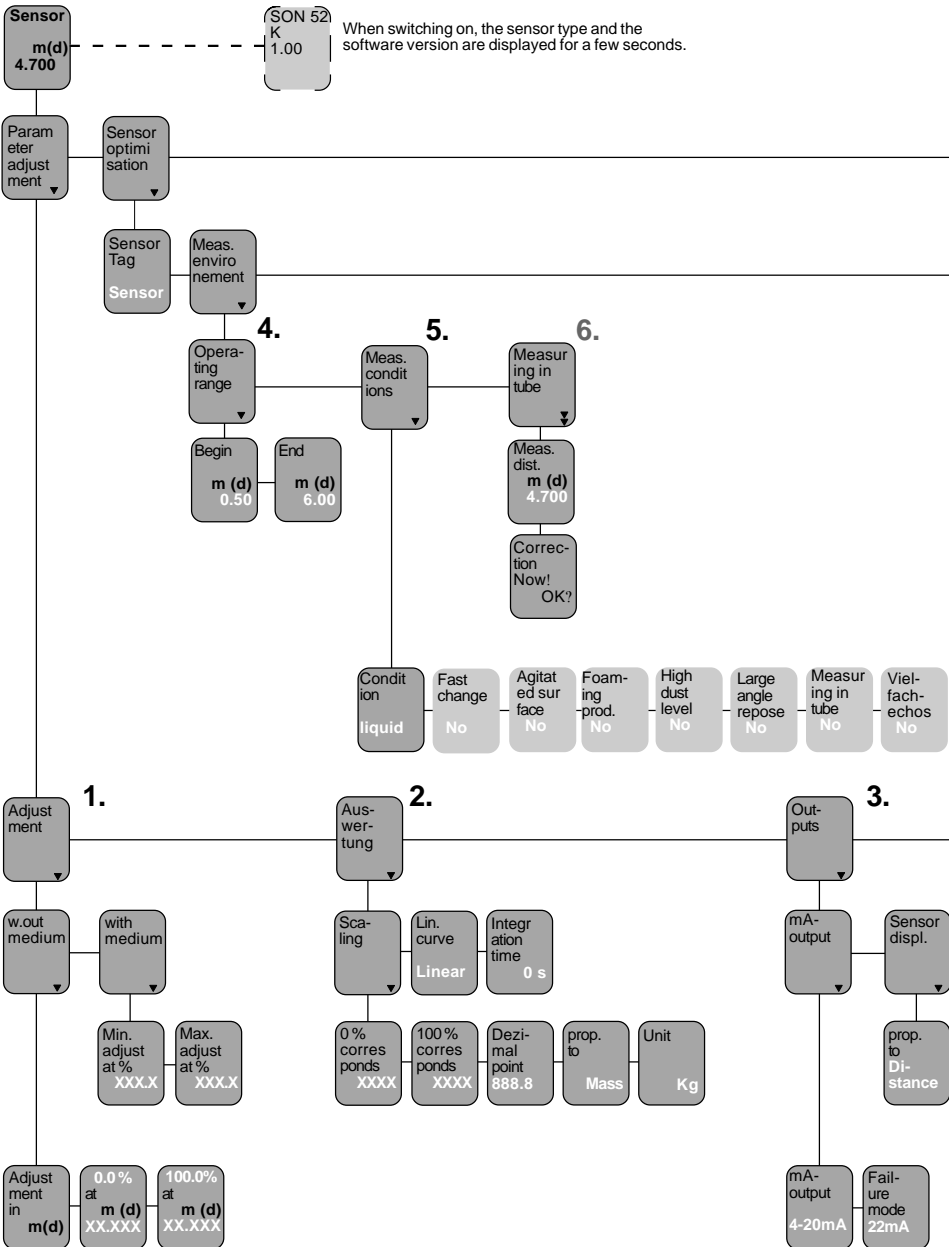 Sensor
m(d)
4.700
SON 52
K
1.00
When switching on, the sensor type and the
software version are displayed for a few seconds.
Param
eter
adjust
ment
Sensor
optimi
sation
Sensor
Tag
Sensor
Meas.
enviro
nement
4.
5.
6.
Opera-
ting
range
Meas.
condit
ions
Measur
ing in
tube
Begin
m (d)
0.50
End
m (d)
6.00
Meas.
dist.
m (d)
4.700
Correc-
tion
Now!
OK?
Condit
ion
liquid
Fast
change
No
Agitat
ed sur
face
No
Foam-
ing
prod.
No
High
dust
level
No
Large
angle
repose
No
Measur
ing in
tube
No
Viel-
fach-
echos
No
1.
2.
3.
Adjust
ment
Aus-
wer-
tung
Out-
puts
w.out
medium
with
medium
Sca-
ling
Lin.
curve
Linear
Integr
ation
time
0 s
mA-
output
Sensor
displ.
Min.
adjust
at %
XXX.X
Max.
adjust
at %
XXX.X
0 %
corres
ponds
XXXX
100 %
corres
ponds
XXXX
Dezi-
mal
point
888.8
prop.
to
Mass
Unit
Kg
prop.
to
Di-
stance
Adjust
ment
in
m(d)
0.0 %
at
m (d)
XX.XXX
100.0%
at
m (d)
XX.XXX
mA-
output
4-20mA
Fail-
ure
mode
22mA